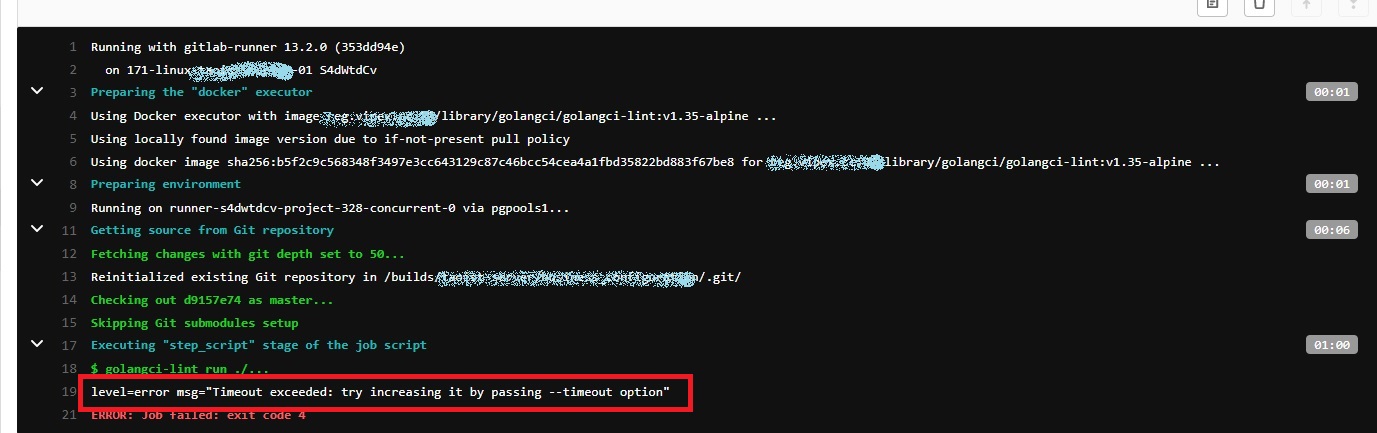 1 Running with gitlab-runner 13.2.0 (353dd94e)
2 on 171-linux -01 S4dWtdCv
3 Preparing the "docker" executor 00:01
4 Using Docker executor with image /library/golangci/golangci-lint:v1.35-alpine ...
5 Using locally found image version due to if-not-present pull policy
6 Using docker image sha256:b5f2c9c568348f3497e3cc643129c87c46bcc54cea4a1fbd35822bd883f67be8 for library/golangci/golangci-lint:v1.35-alpine ...
8 Preparing environment 00:01
9 Running on runner-s4dwtdcv-project-328-concurrent-0 via pgpools1...
11 Getting source from Git repository 00:06
12 Fetching changes with git depth set to 50...
13 Reinitialized existing Git repository in /builds/ /.git/
14 Checking out d9157e74 as master...
15 Skipping Git submodules setup
17 Executing "step_script" stage of the job script 01:00
18 $ golangci-lint run ./...
19 level=error msg="Timeout exceeded: try increasing it by passing --timeout option"
21 ERROR: Job failed: exit code 4